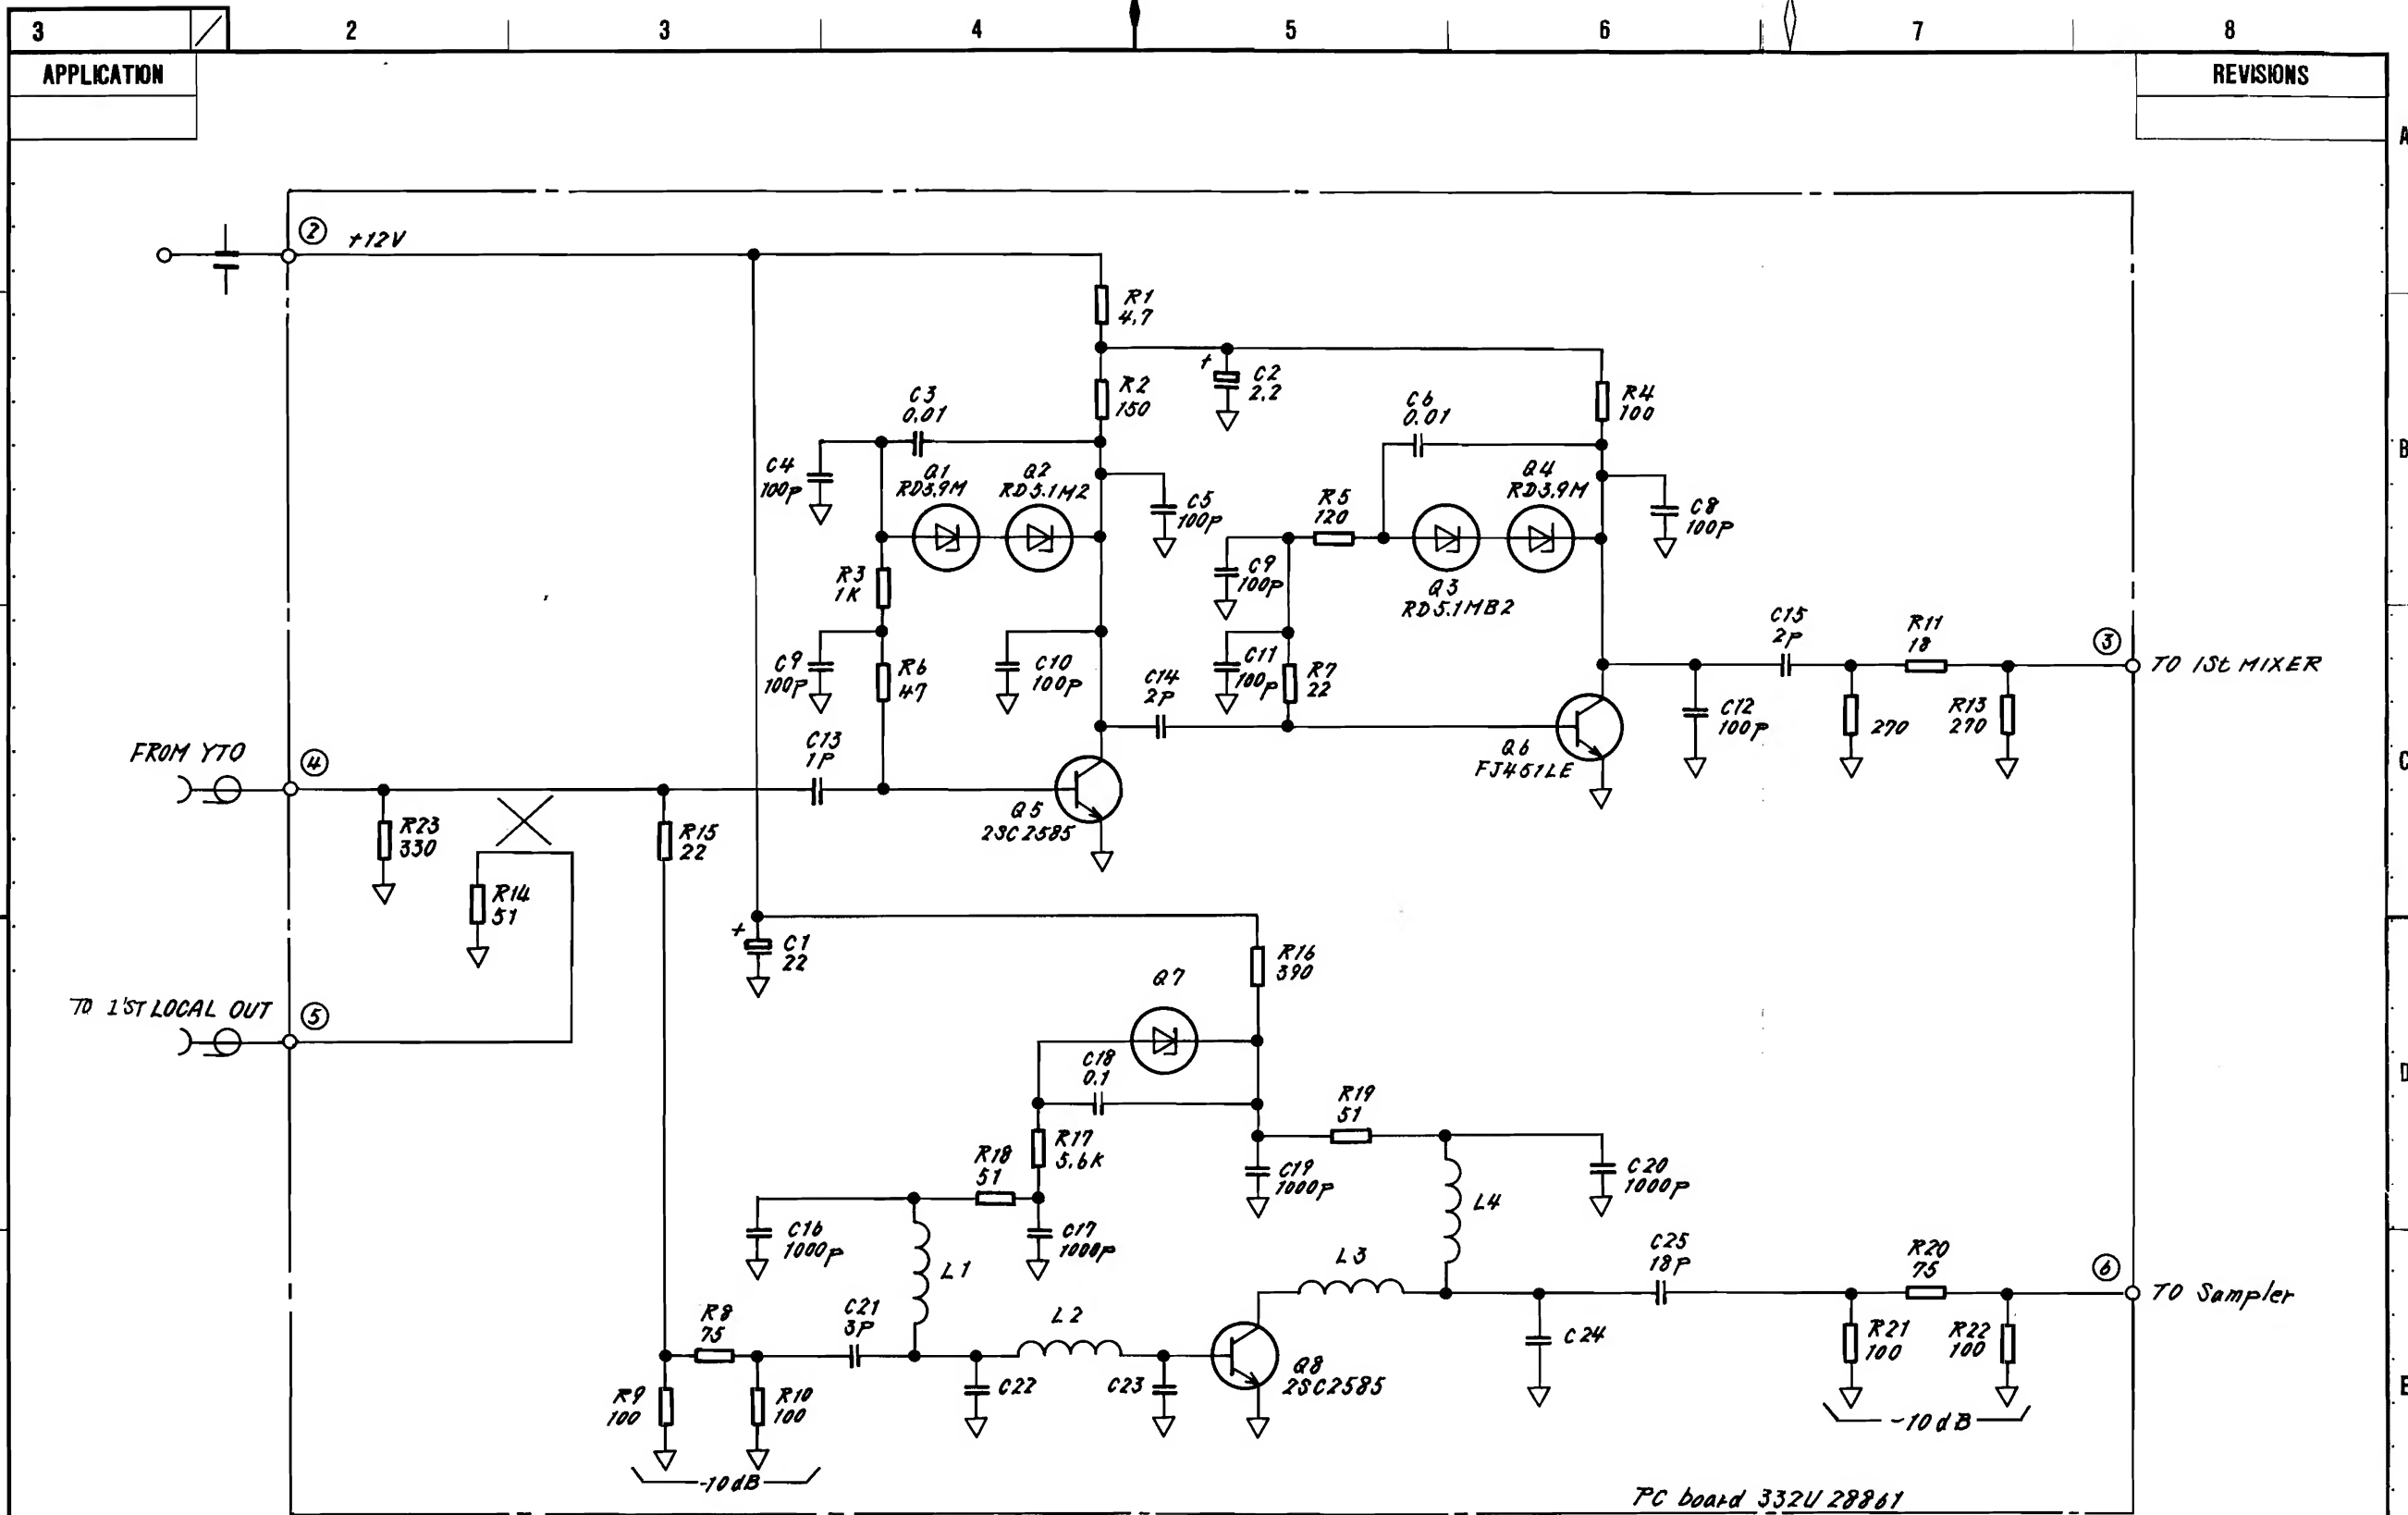 3 2 3 4 5 6 7 8
APPLICATION
REVISIONS
A
② +12V
R1
4.7
R2
150
C2
2.2
+
R4
100
C3
0.01
C6
0.01
B
C4
100P
Q1
RD3.9M
Q2
RD5.1M2
C5
100P
R5
120
Q4
RD3.9M
C8
100P
R3
1K
C9
100P
Q3
RD5.1MB2
C9
100P
R6
47
C10
100P
C14
2P
C11
100P
R7
22
C15
2P
R11
18
③
TO 1St MIXER
C12
100P
270
R13
270
FROM YTO
④
C13
1P
Q6
FJ451LE
C
R23
330
R15
22
Q5
2SC2585
R14
51
+
C1
22
R16
390
Q7
TO 1'ST LOCAL OUT
⑤
C18
0.1
R19
51
D
R18
51
R17
5.6K
C19
1000P
C20
1000P
L4
C16
1000P
C17
1000P
L1
L3
C25
18P
R20
75
⑥
TO Sampler
R8
75
C21
3P
L2
C24
R21
100
R22
100
Q8
2SC2585
R9
100
R10
100
C22
C23
E
-10dB
-10dB
PC board 332U28861